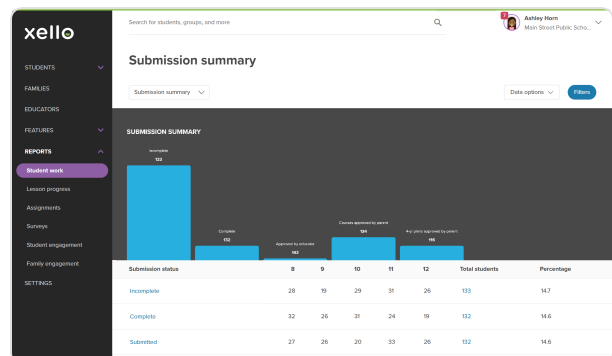 xello
Search for students, groups, and more
Ashley Horn
Main Street Public Scho...
STUDENTS
FAMILIES
EDUCATORS
FEATURES
REPORTS
Student work
Lesson progress
Assignments
Surveys
Student engagement
Family engagement
SETTINGS
Submission summary
Submission summary
Data options
Filters
SUBMISSION SUMMARY
Incomplete
133
Complete
132
Approved by educator
143
Courses approved by parent
134
4-yr plans approved by parent
116
Submission status 8 9 10 11 12 Total students Percentage
Incomplete 28 19 29 31 26 133 14.7
Complete 32 26 31 24 19 132 14.6
Submitted 27 26 20 33 26 132 14.6